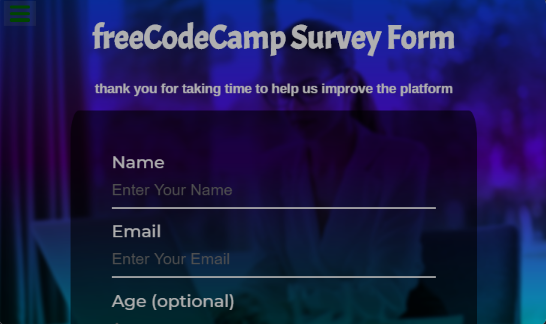 freeCodeCamp Survey Form
thank you for taking time to help us improve the platform
Name
Enter Your Name
Email
Enter Your Email
Age (optional)